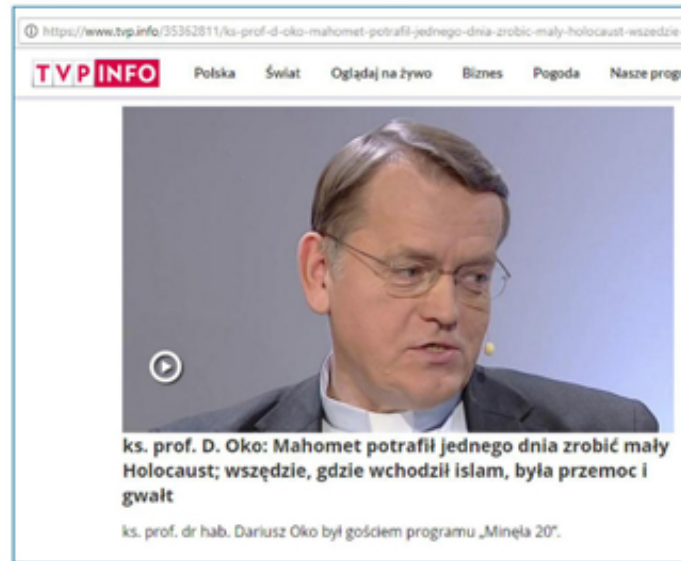 https://www.tvp.info/35362811/ks-prof-d-oko-mahomet-potrafil-jednego-dnia-zrobic-maly-holocaust-wszedzie-
TVP INFO Polska Świat Oglądaj na żywo Biznes Pogoda Nasze prog
ks. prof. D. Oko: Mahomet potrafił jednego dnia zrobić mały
Holocaust; wszędzie, gdzie wchodził islam, była przemoc i
gwałt
ks. prof. dr hab. Dariusz Oko był gościem programu „Minęła 20”.